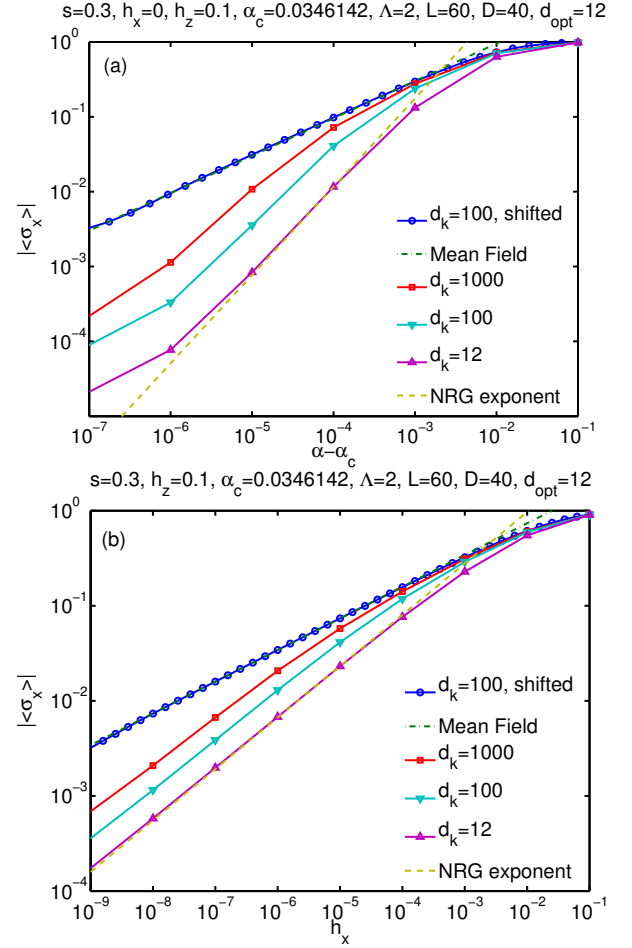 s=0.3, h_x=0, h_z=0.1, α_c=0.0346142, Λ=2, L=60, D=40, d_opt=12
(a)
10^0
10^-1
10^-2
10^-3
10^-4
|<σ_x>|
d_k=100, shifted
Mean Field
d_k=1000
d_k=100
d_k=12
NRG exponent
10^-7 10^-6 10^-5 10^-4 10^-3 10^-2 10^-1
α−α_c
s=0.3, h_z=0.1, α_c=0.0346142, Λ=2, L=60, D=40, d_opt=12
(b)
10^0
10^-1
10^-2
10^-3
10^-4
|<σ_x>|
d_k=100, shifted
Mean Field
d_k=1000
d_k=100
d_k=12
NRG exponent
10^-9 10^-8 10^-7 10^-6 10^-5 10^-4 10^-3 10^-2 10^-1
h_x